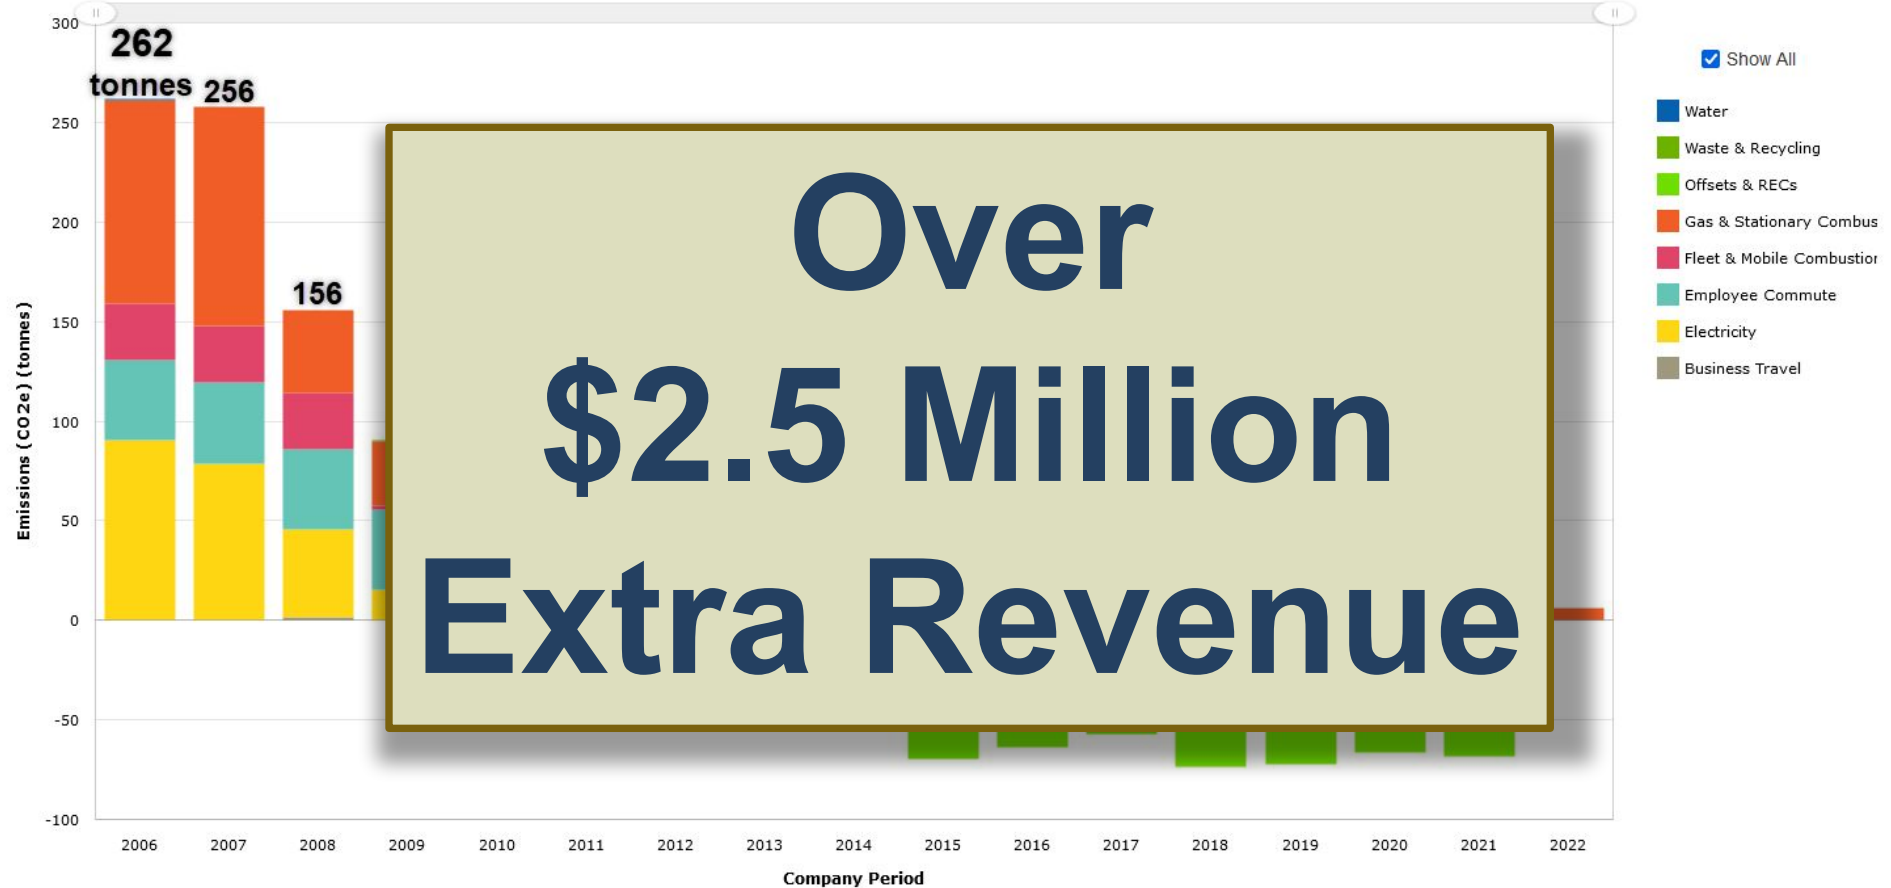 300
262
tonnes
256
250
200
156
150
100
50
0
-50
-100
Emissions (CO2e) (tonnes)
Over
$2.5 Million
Extra Revenue
2006 2007 2008 2009 2010 2011 2012 2013 2014 2015 2016 2017 2018 2019 2020 2021 2022
Company Period
Show All
Water
Waste & Recycling
Offsets & RECs
Gas & Stationary Combus
Fleet & Mobile Combustior
Employee Commute
Electricity
Business Travel